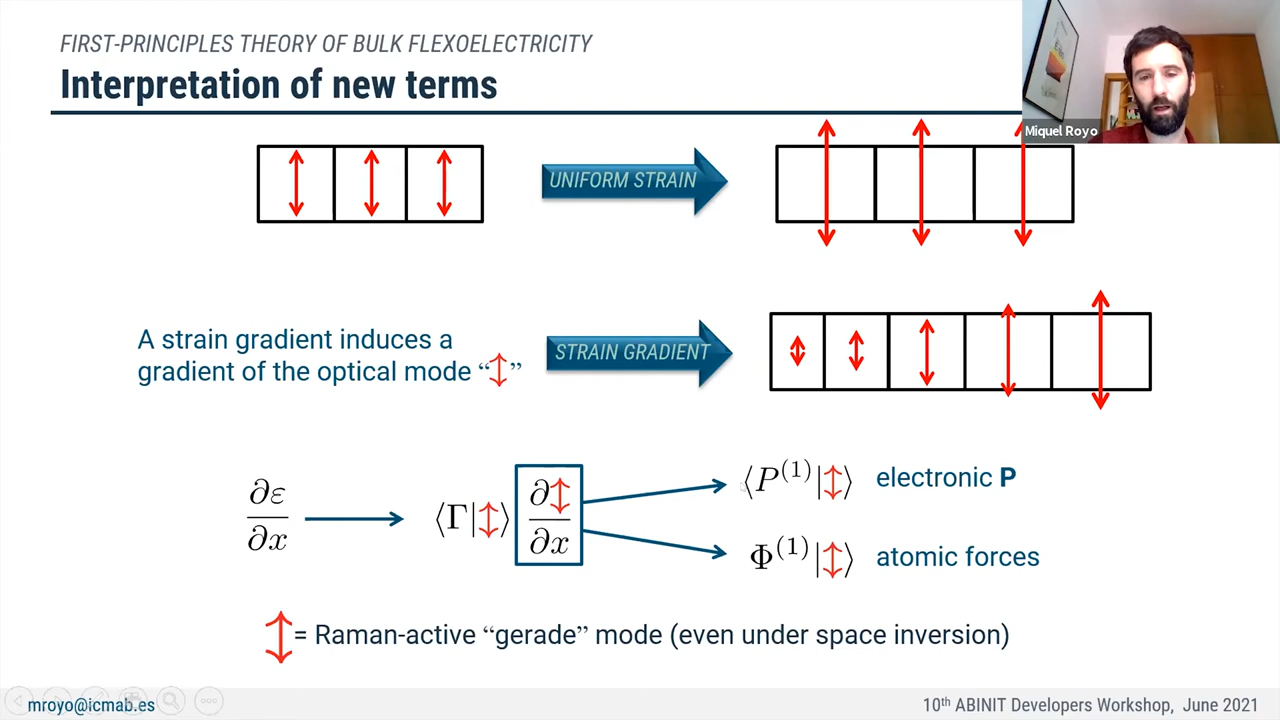 FIRST-PRINCIPLES THEORY OF BULK FLEXOELECTRICITY
Interpretation of new terms
Miquel Royo
UNIFORM STRAIN
A strain gradient induces a
gradient of the optical mode “↕”
STRAIN GRADIENT
∂ε/∂x
⟨Γ|↕⟩ ∂↕/∂x
⟨P⁽¹⁾|↕⟩ electronic P
Φ⁽¹⁾|↕⟩ atomic forces
↕= Raman-active “gerade” mode (even under space inversion)
mroyo@icmab.es
10th ABINIT Developers Workshop, June 2021